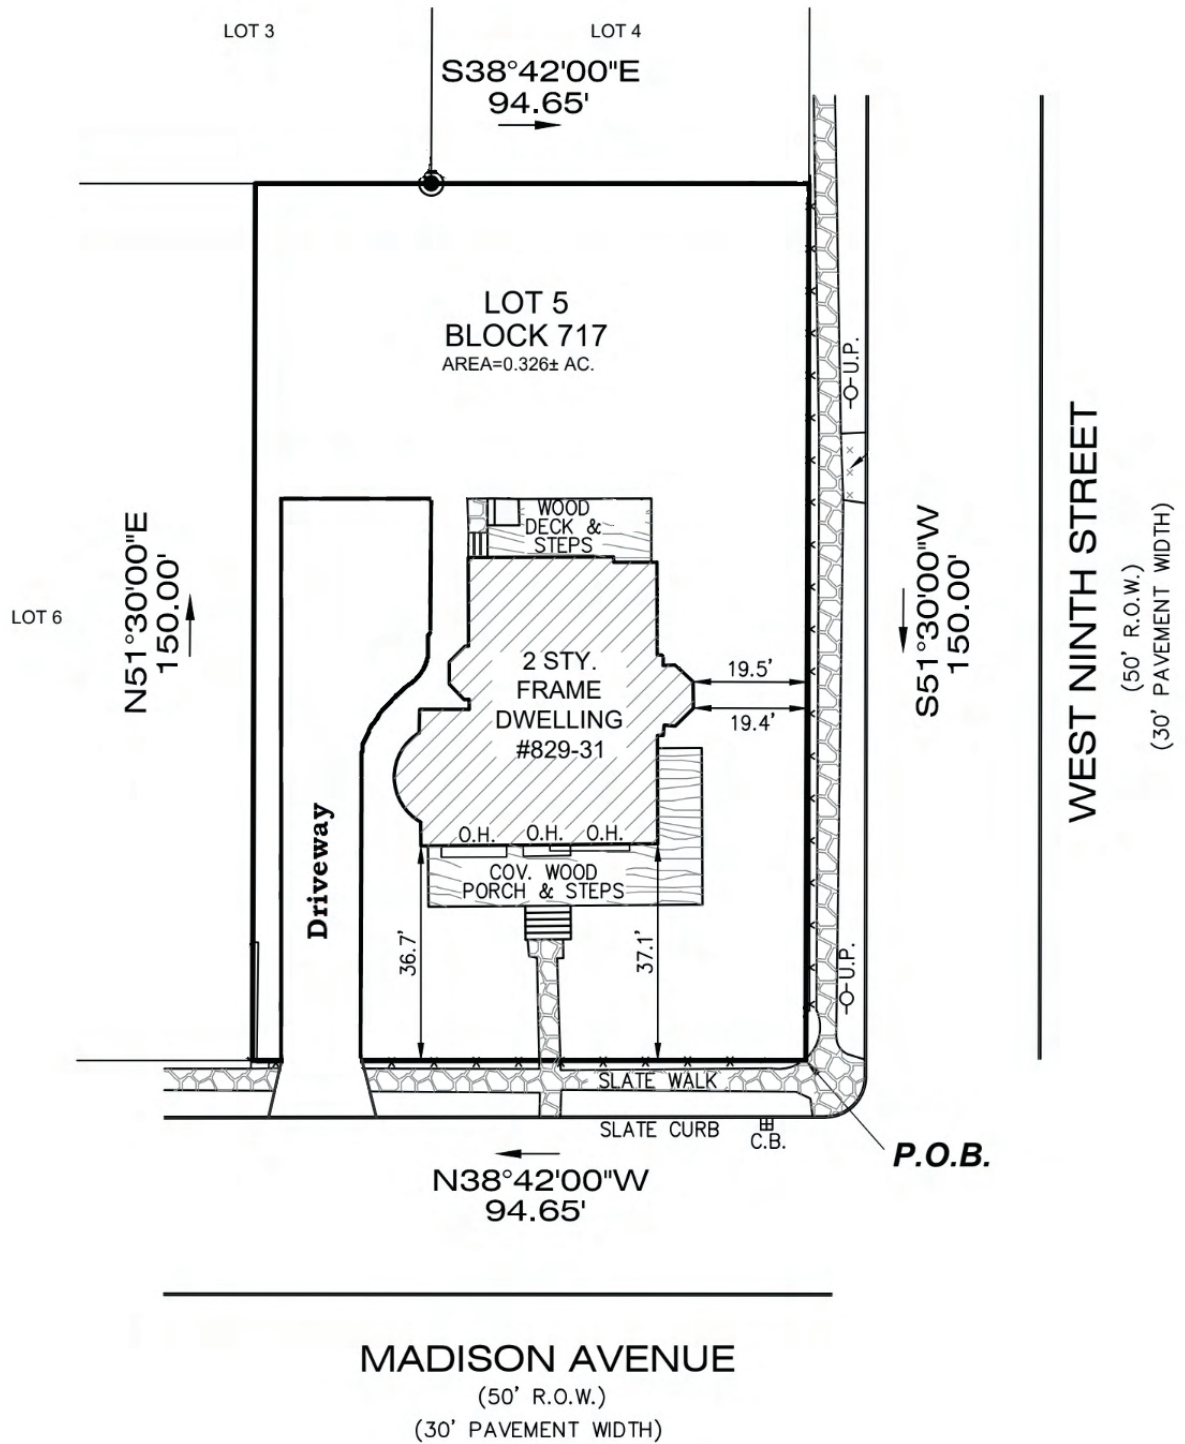 LOT 3
LOT 4
S38°42'00"E
94.65'
LOT 5
BLOCK 717
AREA=0.326± AC.
U.P.
WOOD
DECK &
STEPS
N51°30'00"E
150.00'
LOT 6
2 STY.
FRAME
DWELLING
#829-31
19.5'
19.4'
S51°30'00"W
150.00'
WEST NINTH STREET
(50' R.O.W.)
(30' PAVEMENT WIDTH)
Driveway
O.H.
O.H.
O.H.
COV. WOOD
PORCH & STEPS
36.7'
37.1'
U.P.
SLATE WALK
SLATE CURB
C.B.
P.O.B.
N38°42'00"W
94.65'
MADISON AVENUE
(50' R.O.W.)
(30' PAVEMENT WIDTH)